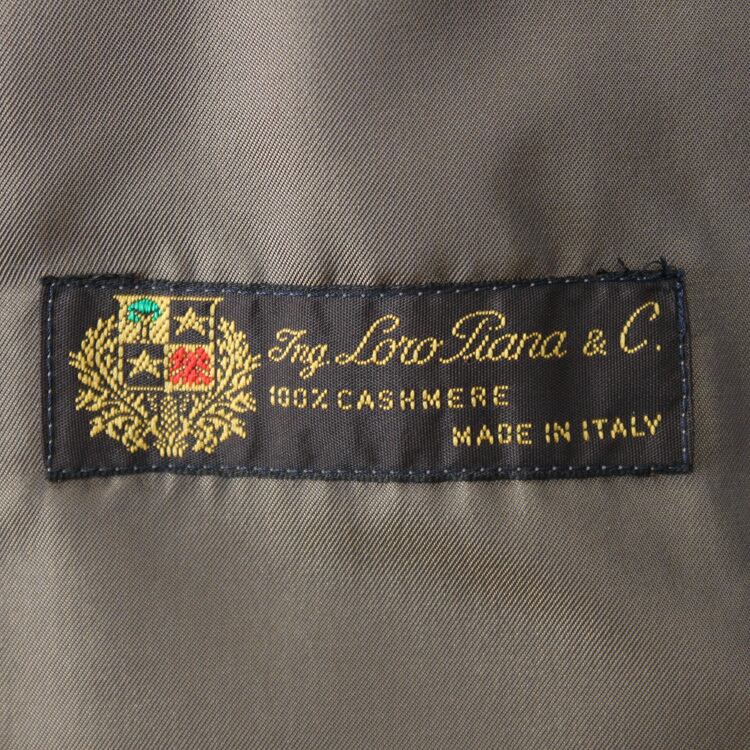 Ing. Loro Piana & C.
100% CASHMERE
MADE IN ITALY